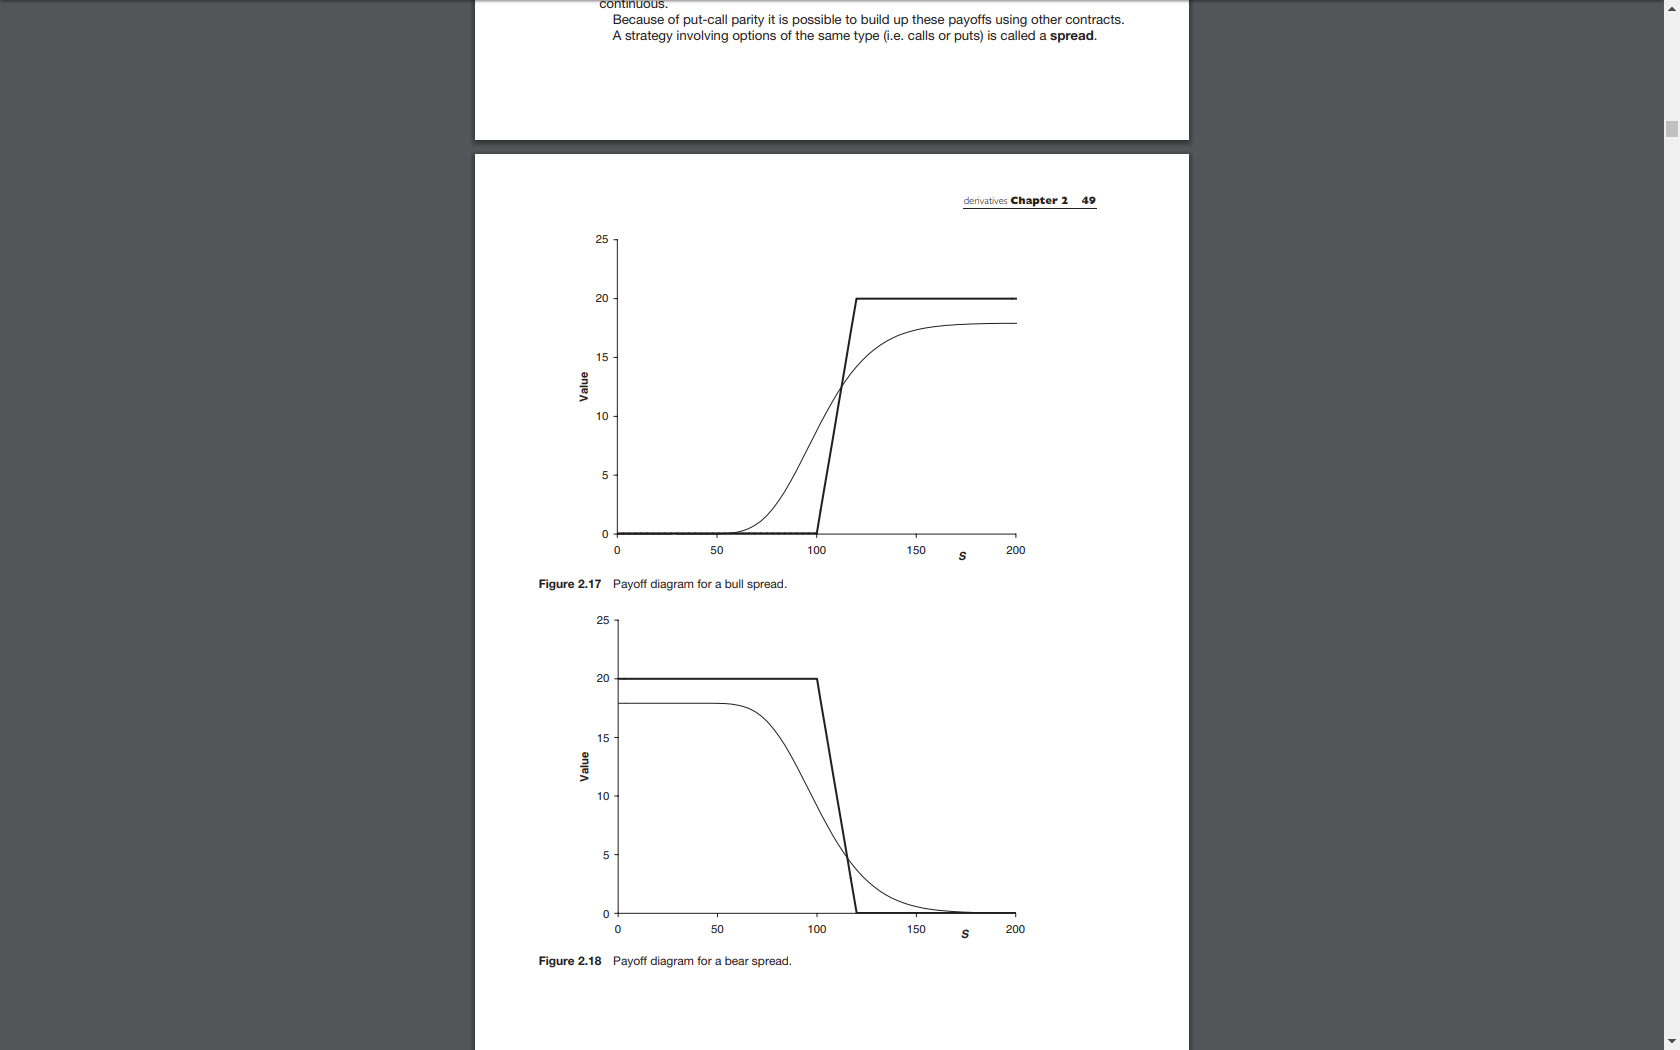 continuous.
Because of put-call parity it is possible to build up these payoffs using other contracts.
A strategy involving options of the same type (i.e. calls or puts) is called a spread.
derivatives Chapter 2 49
25
20
15
10
5
0
Value
0 50 100 150 200
S
Figure 2.17 Payoff diagram for a bull spread.
25
20
15
10
5
0
Value
0 50 100 150 200
S
Figure 2.18 Payoff diagram for a bear spread.